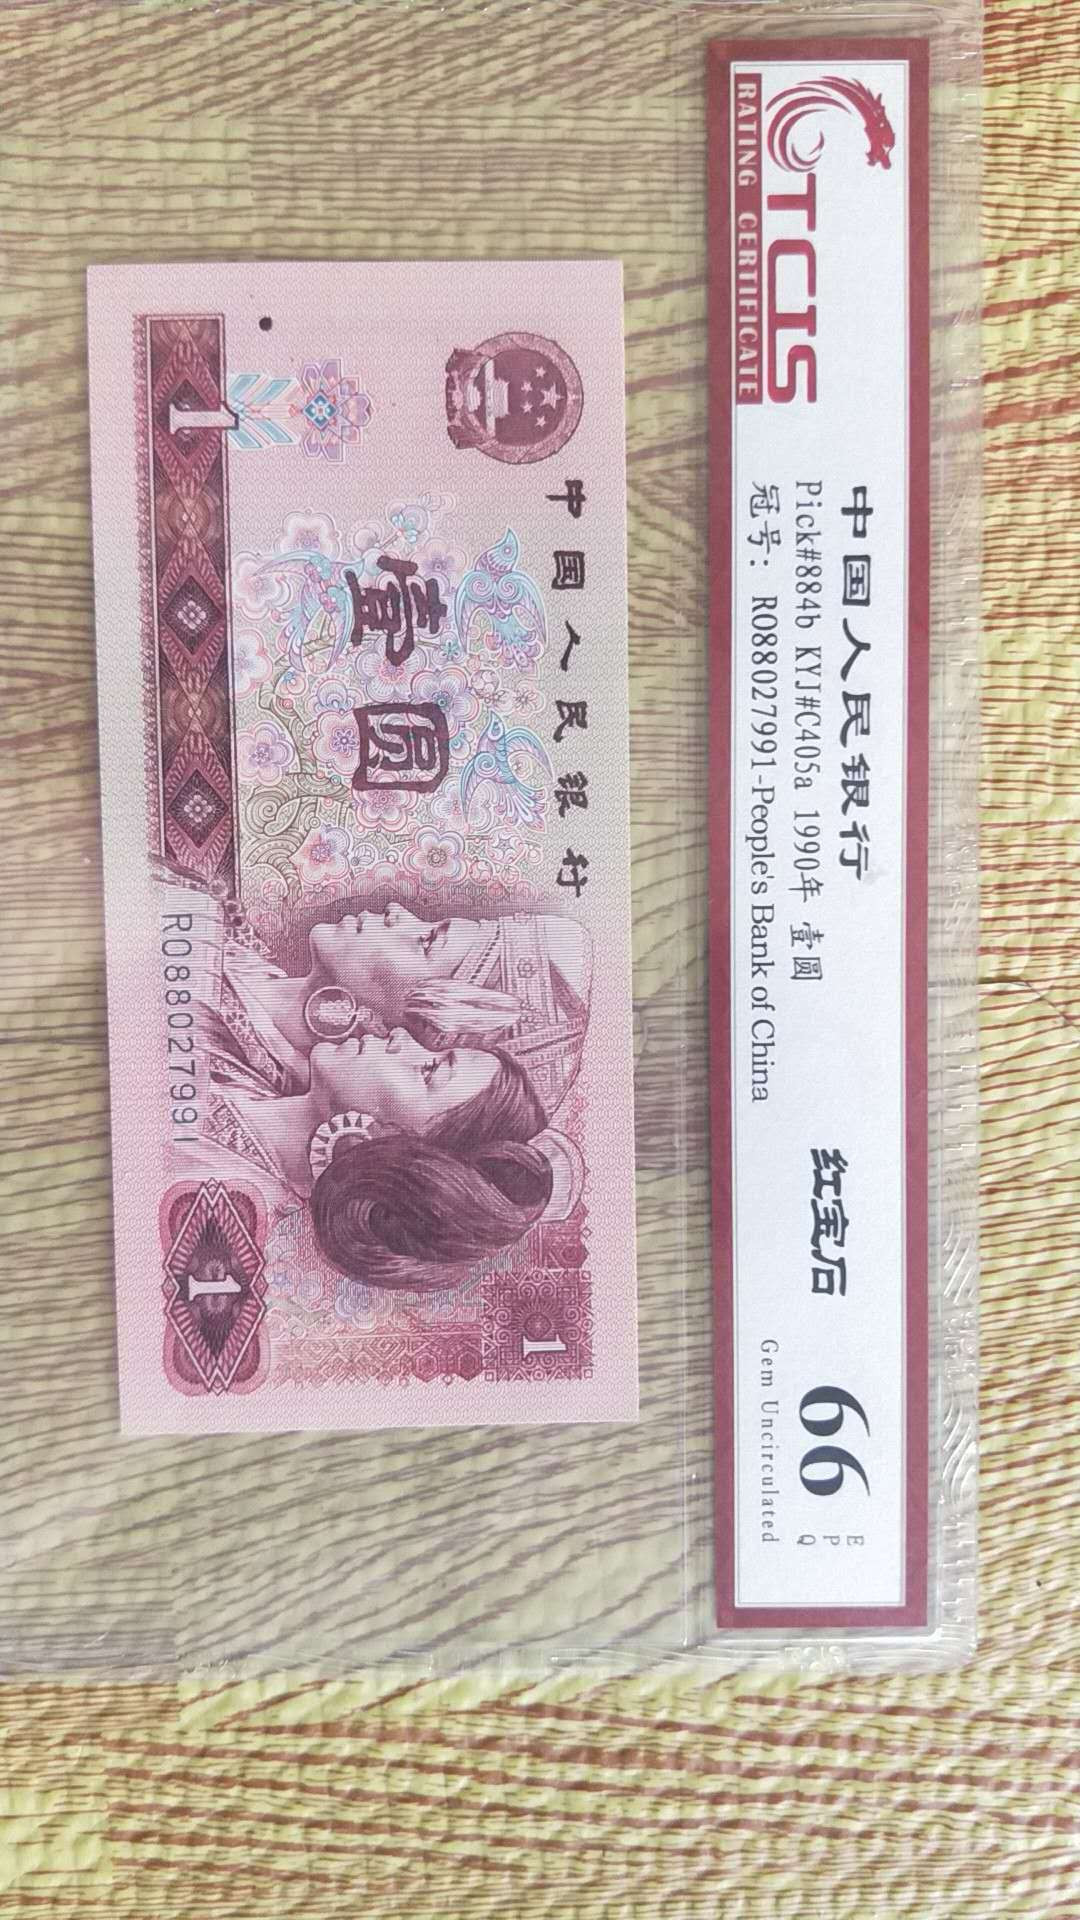 TCIS
RATING CERTIFICATE
中国人民银行
Pick#884b KYJ#C405a 1990年 壹圆
冠号: R088027991-People's Bank of China
红宝石
66
EPQ
Gem Uncirculated
中国人民银行
壹圆
1
R088027991
1
1